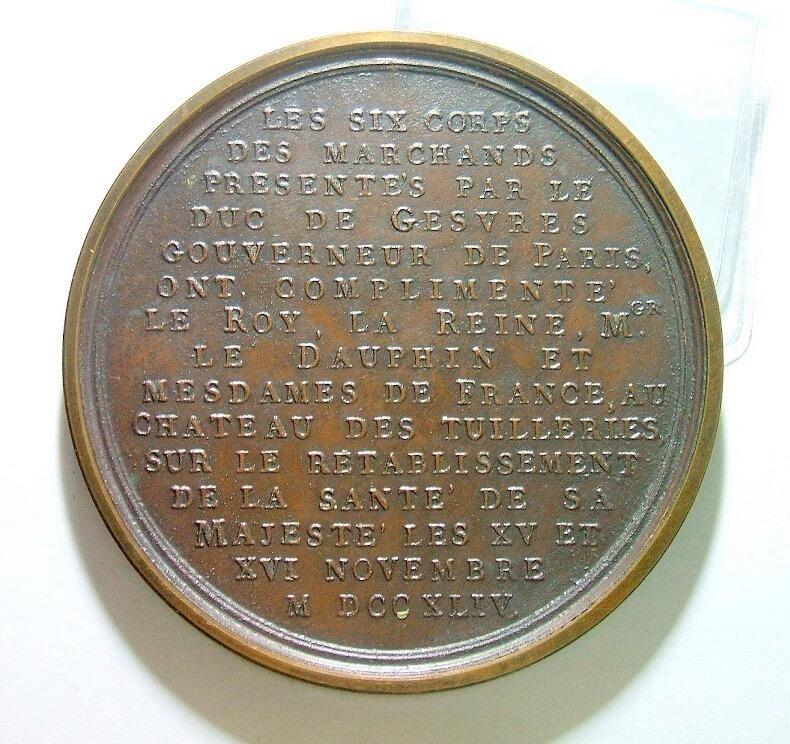 LES SIX CORPS
DES MARCHANDS
PRESENTE'S PAR LE
DUC DE GESVRES
GOUVERNEUR DE PARIS,
ONT, COMPLIMENTE'
LE ROY, LA REINE, M.GR
LE DAUPHIN ET
MESDAMES DE FRANCE, AU
CHATEAU DES TUILLERIES,
SUR LE RETABLISSEMENT
DE LA SANTE' DE SA
MAJESTE' LES XV ET
XVI NOVEMBRE
M DCCXLIV